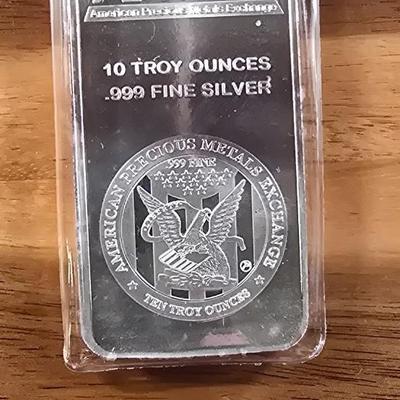 American Precious Metals Exchange
10 TROY OUNCES
.999 FINE SILVER
AMERICAN PRECIOUS METALS EXCHANGE
.999 FINE
TEN TROY OUNCES